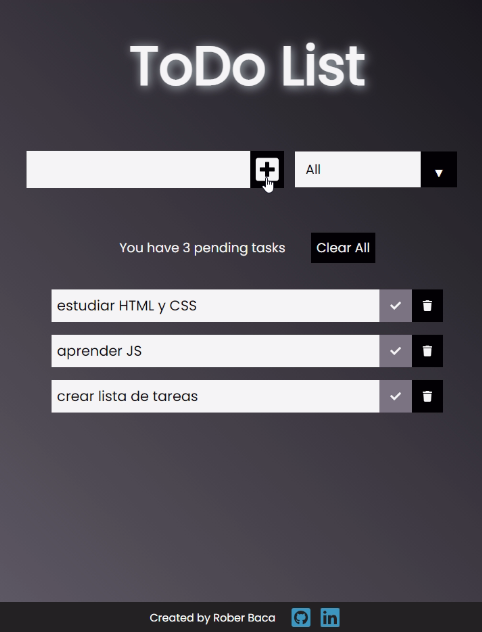 ToDo List
All
You have 3 pending tasks
Clear All
estudiar HTML y CSS
aprender JS
crear lista de tareas
Created by Rober Baca
in